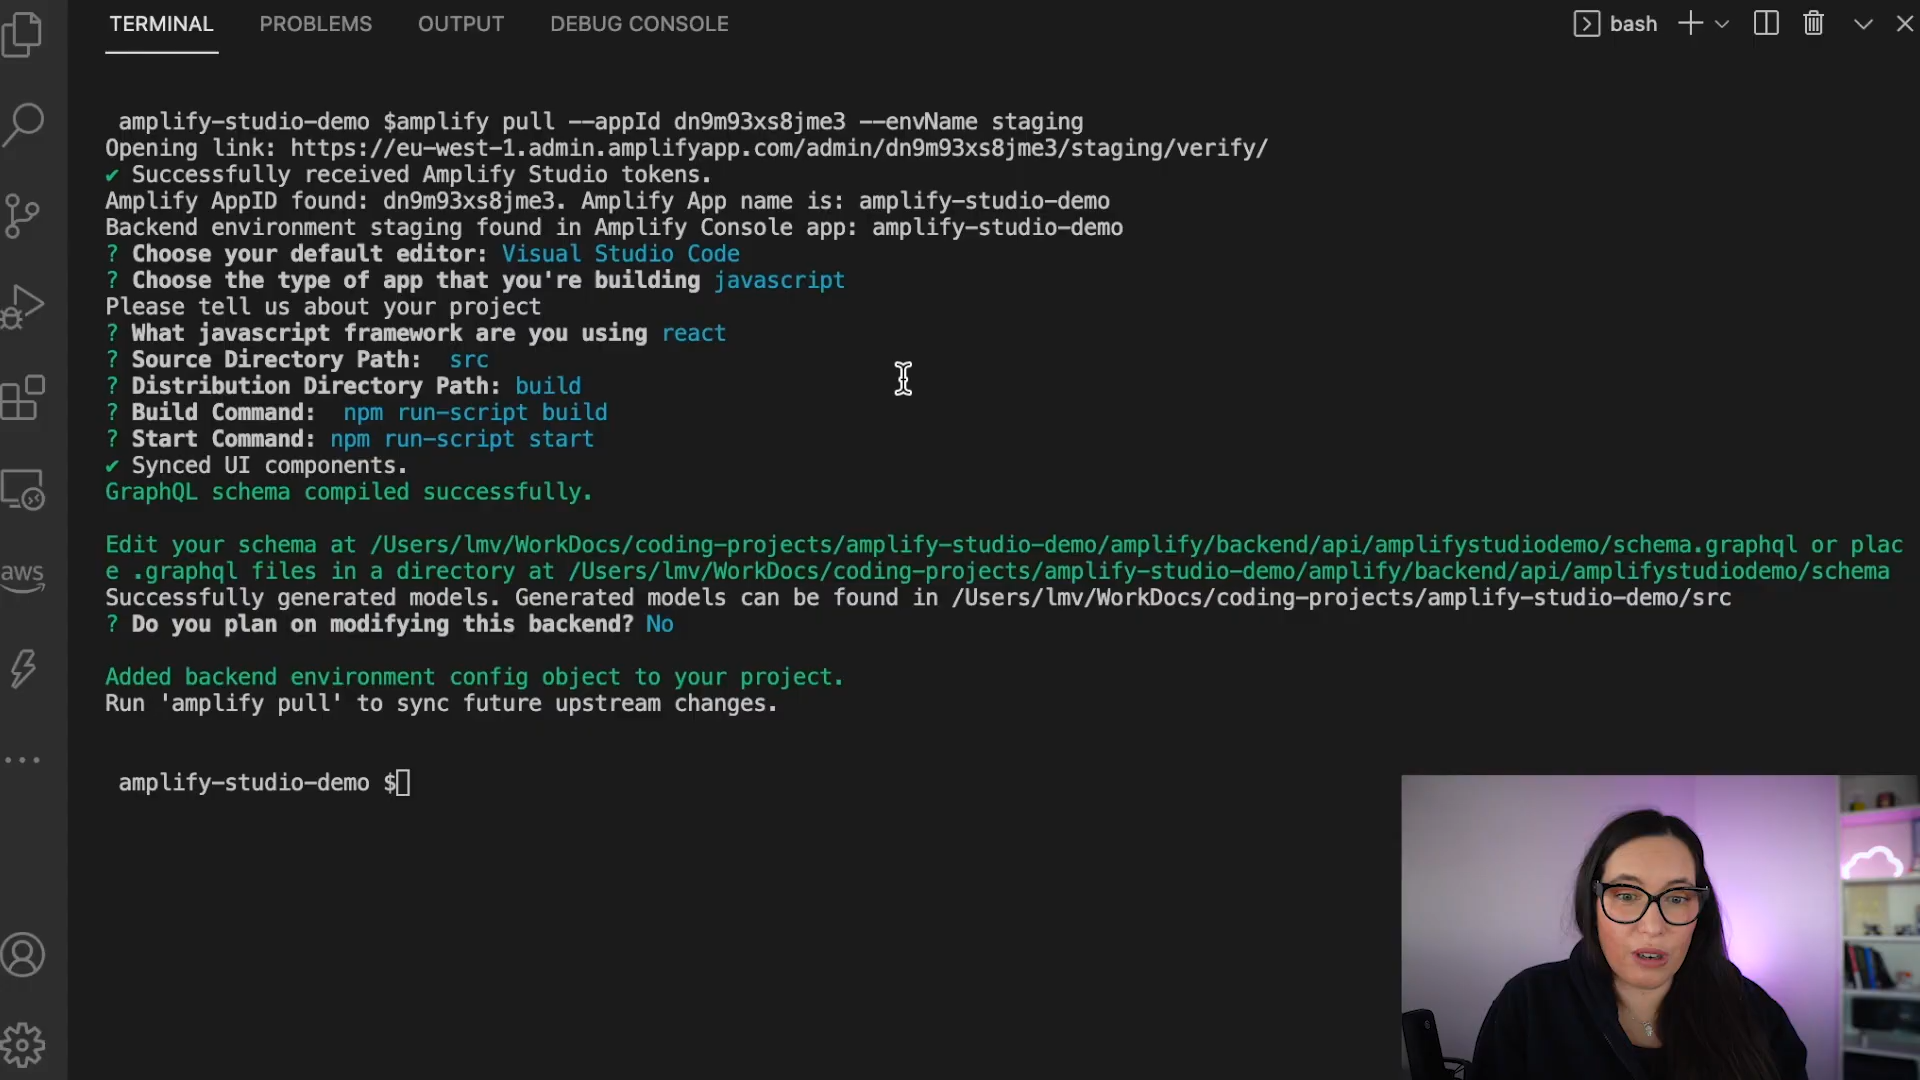 TERMINAL PROBLEMS OUTPUT DEBUG CONSOLE bash
amplify-studio-demo $amplify pull --appId dn9m93xs8jme3 --envName staging
Opening link: https://eu-west-1.admin.amplifyapp.com/admin/dn9m93xs8jme3/staging/verify/
✔ Successfully received Amplify Studio tokens.
Amplify AppID found: dn9m93xs8jme3. Amplify App name is: amplify-studio-demo
Backend environment staging found in Amplify Console app: amplify-studio-demo
? Choose your default editor: Visual Studio Code
? Choose the type of app that you're building javascript
Please tell us about your project
? What javascript framework are you using react
? Source Directory Path:  src
? Distribution Directory Path: build
? Build Command:  npm run-script build
? Start Command: npm run-script start
✔ Synced UI components.
GraphQL schema compiled successfully.
Edit your schema at /Users/lmv/WorkDocs/coding-projects/amplify-studio-demo/amplify/backend/api/amplifystudiodemo/schema.graphql or plac
e .graphql files in a directory at /Users/lmv/WorkDocs/coding-projects/amplify-studio-demo/amplify/backend/api/amplifystudiodemo/schema
Successfully generated models. Generated models can be found in /Users/lmv/WorkDocs/coding-projects/amplify-studio-demo/src
? Do you plan on modifying this backend? No
Added backend environment config object to your project.
Run 'amplify pull' to sync future upstream changes.
amplify-studio-demo $
aws